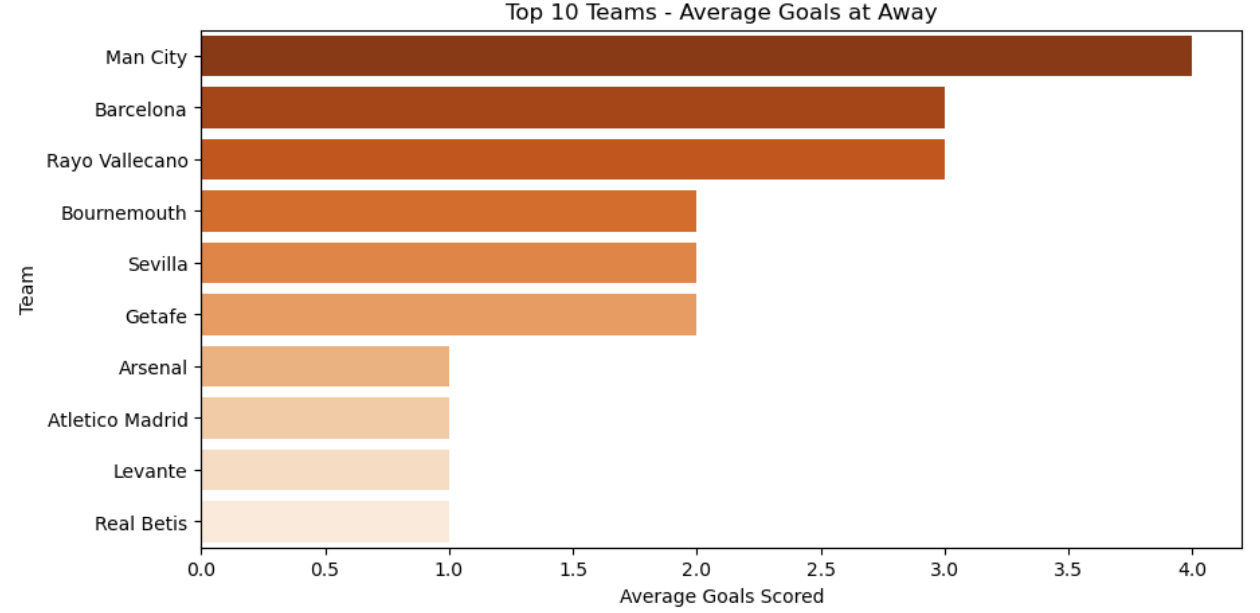 Top 10 Teams - Average Goals at Away
Team
Man City
Barcelona
Rayo Vallecano
Bournemouth
Sevilla
Getafe
Arsenal
Atletico Madrid
Levante
Real Betis
0.0 0.5 1.0 1.5 2.0 2.5 3.0 3.5 4.0
Average Goals Scored